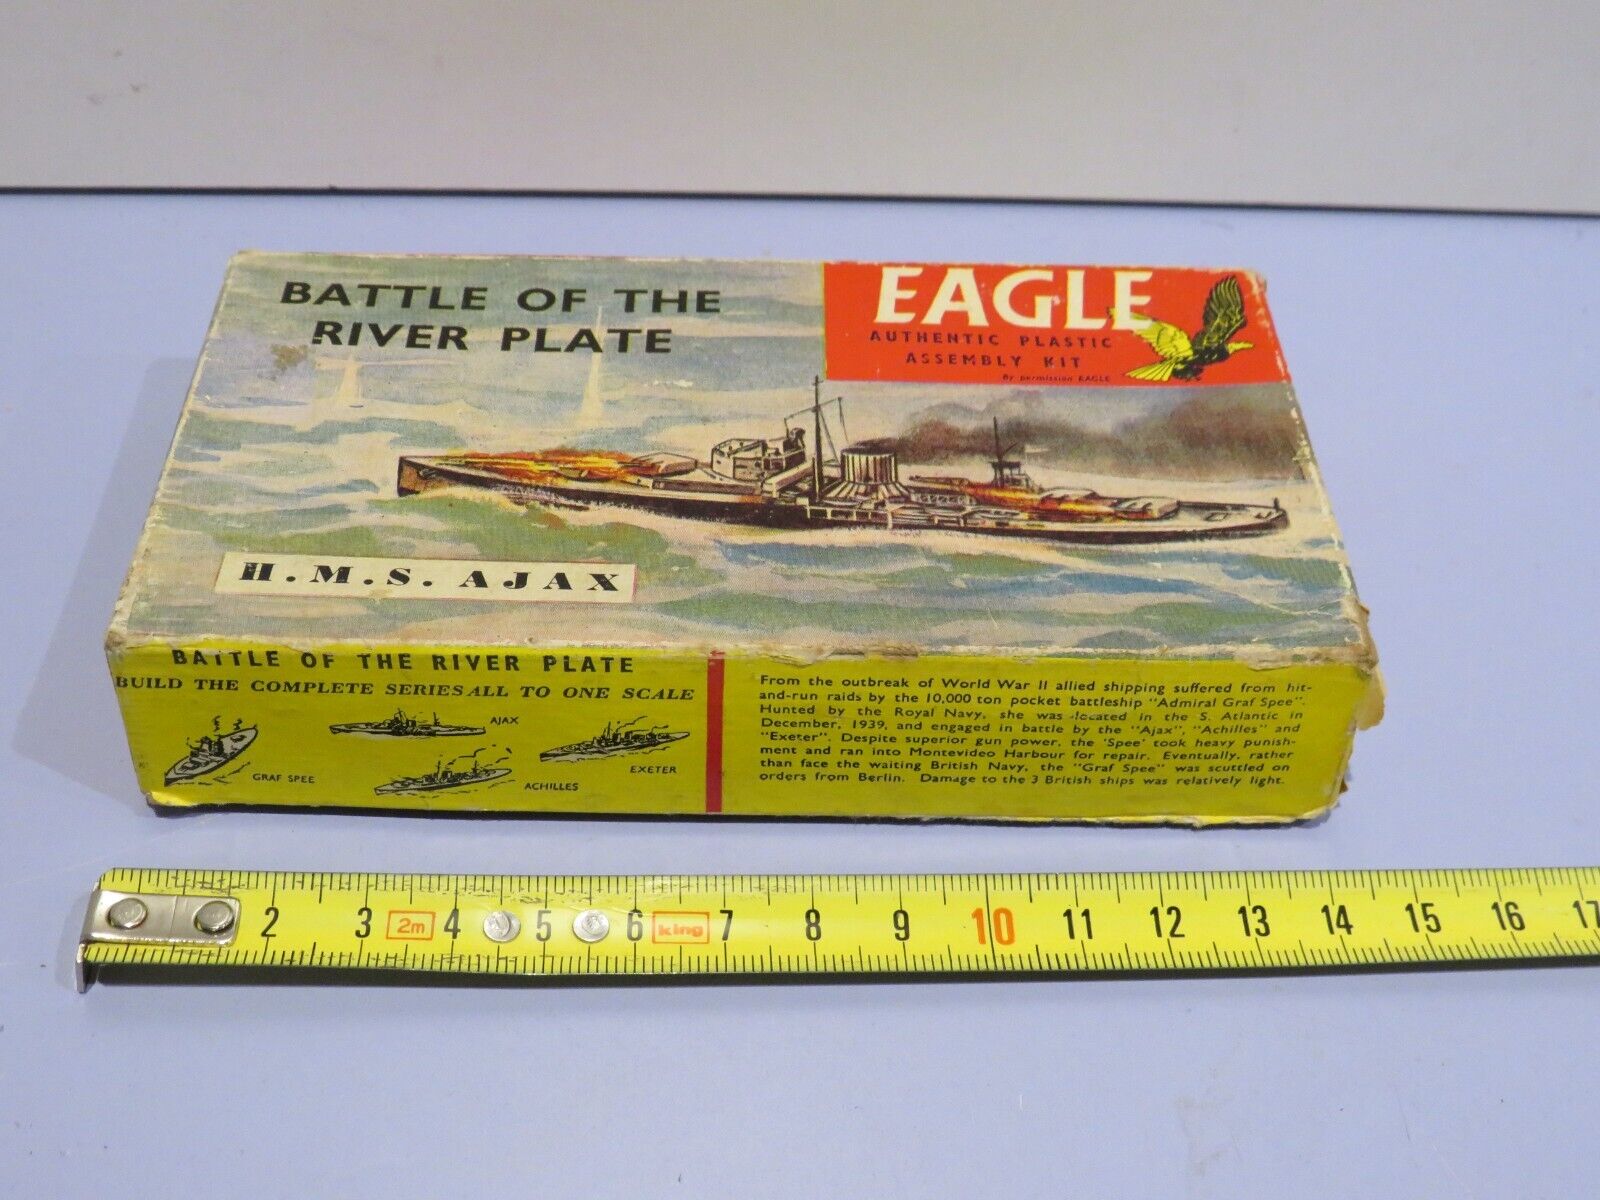 BATTLE OF THE
RIVER PLATE
EAGLE
AUTHENTIC PLASTIC
ASSEMBLY KIT
By permission EAGLE
H.M.S. AJAX
BATTLE OF THE RIVER PLATE
BUILD THE COMPLETE SERIES ALL TO ONE SCALE
GRAF SPEE
AJAX
ACHILLES
EXETER
From the outbreak of World War II allied shipping suffered from hit-
and-run raids by the 10,000 ton pocket battleship "Admiral Graf Spee".
Hunted by the Royal Navy, she was located in the S. Atlantic in
December, 1939, and engaged in battle by the "Ajax", "Achilles" and
"Exeter". Despite superior gun power, the 'Spee' took heavy punish-
ment and ran into Montevideo Harbour for repair. Eventually, rather
than face the waiting British Navy, the "Graf Spee" was scuttled on
orders from Berlin. Damage to the 3 British ships was relatively light.
2 3 2m 4 5 6 king 7 8 9 10 11 12 13 14 15 16 17